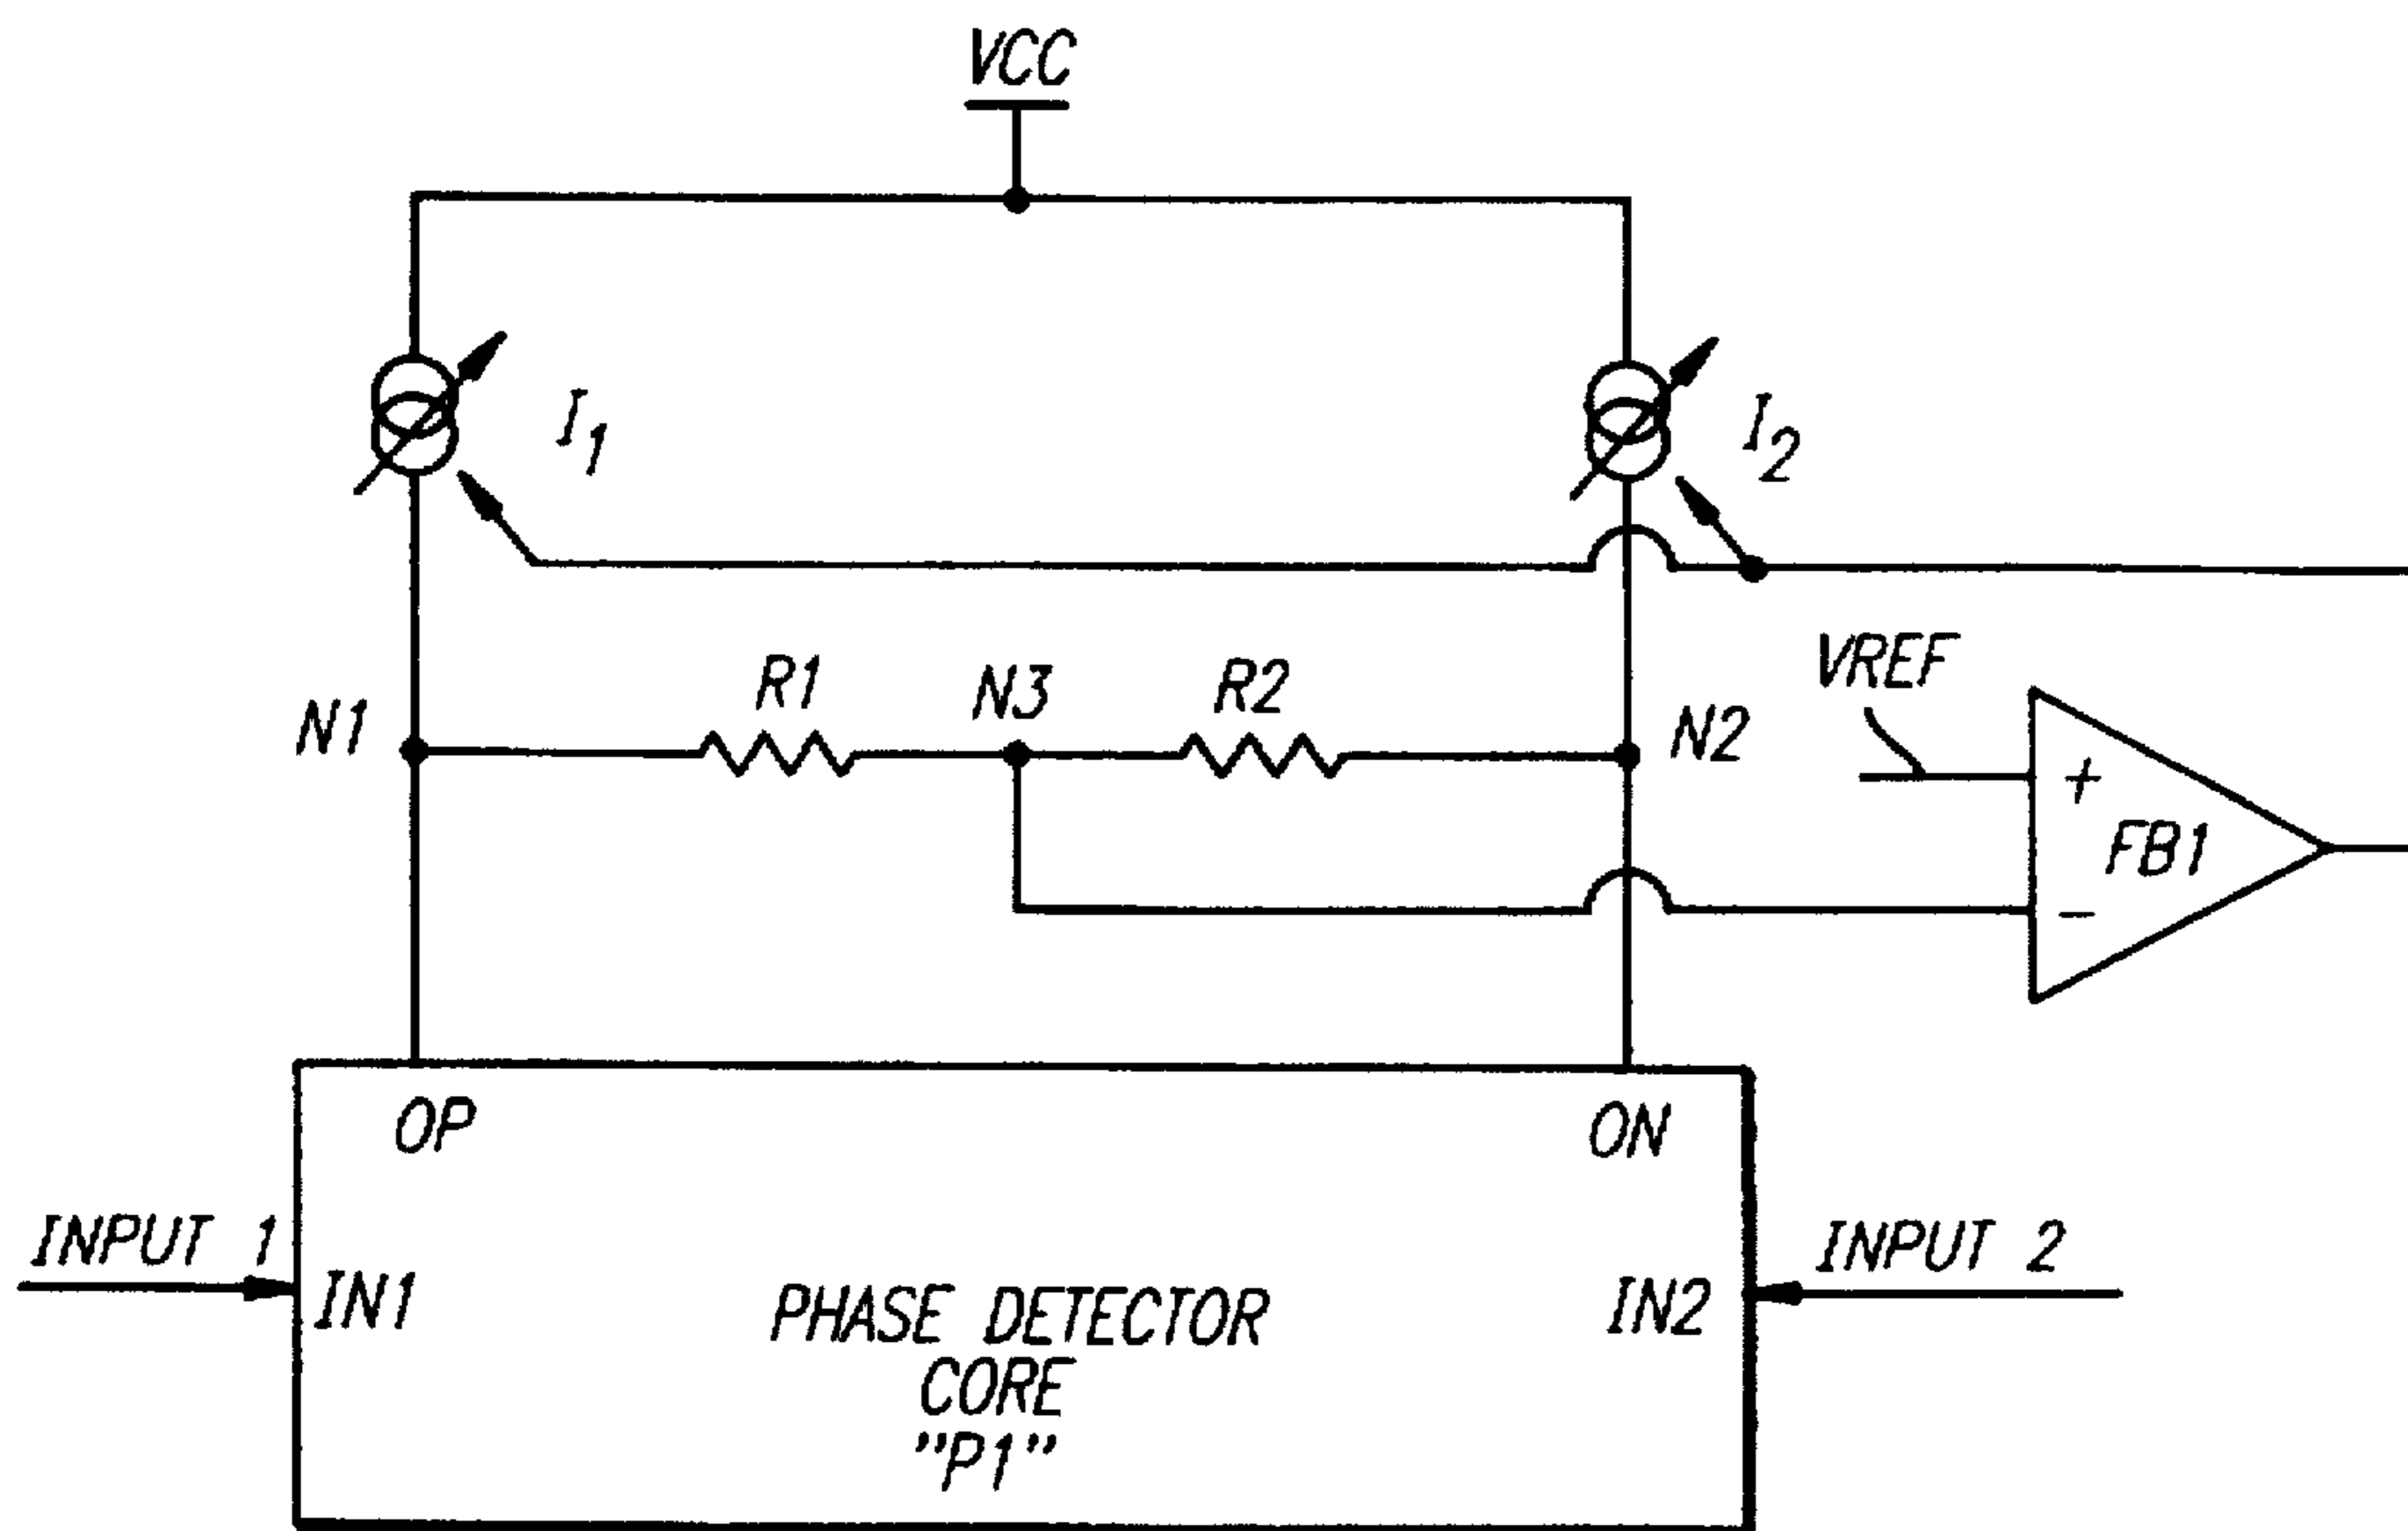 VCC
I1
I2
VREF
R1
N3
R2
N1
N2
+
FB1
−
OP
ON
INPUT 1
INPUT 2
IN1
IN2
PHASE DETECTOR
CORE
"P1"